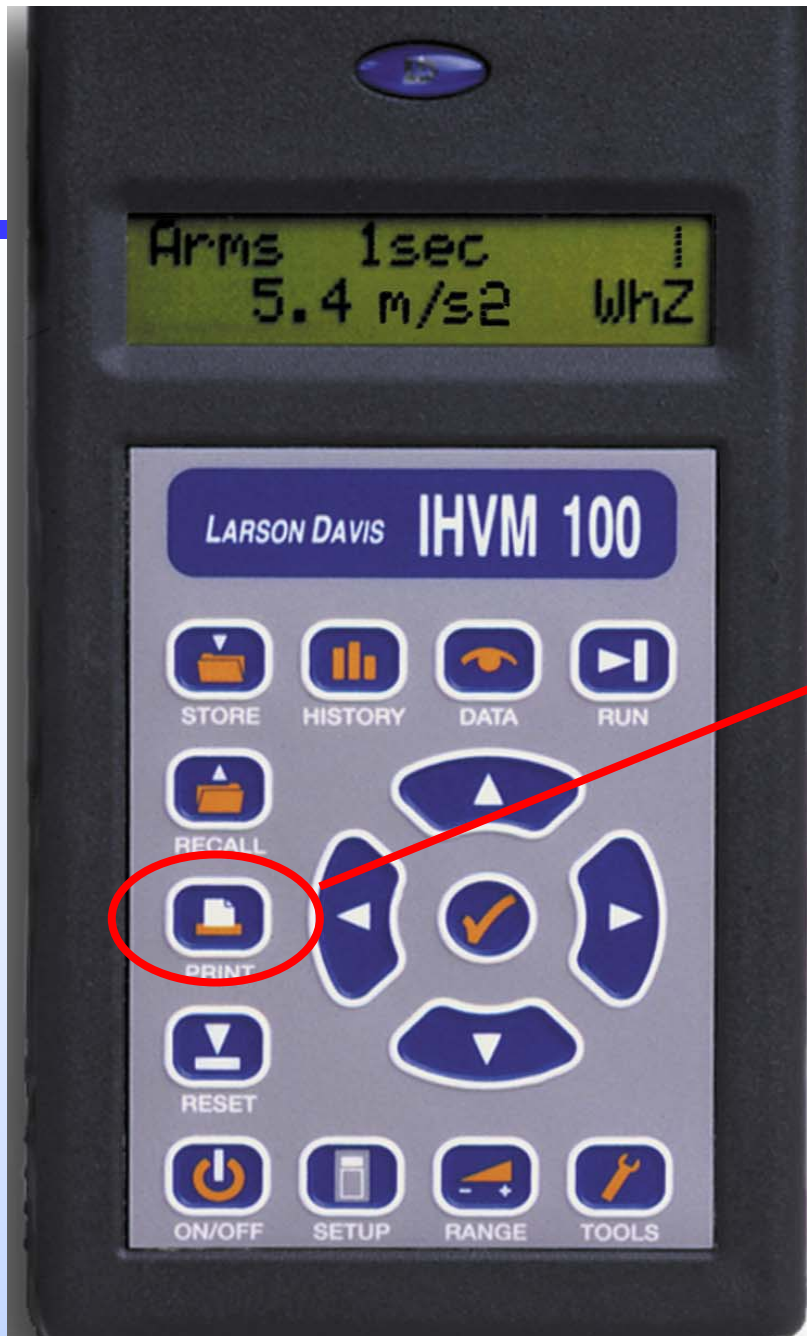 Arms 1sec
5.4 m/s2 WhZ
LARSON DAVIS IHVM 100
STORE HISTORY DATA RUN
RECALL
PRINT
RESET
ON/OFF SETUP RANGE TOOLS